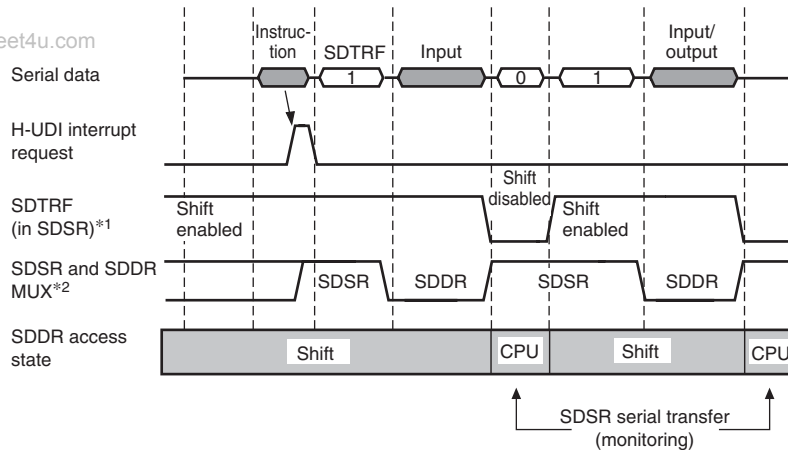 eet4u.com
Instruc-
tion
SDTRF
Input
Input/
output
Serial data
1
0
1
H-UDI interrupt
request
Shift
disabled
SDTRF
(in SDSR)*1
Shift
enabled
Shift
enabled
SDSR and SDDR
MUX*2
SDSR
SDDR
SDSR
SDDR
SDDR access
state
Shift
CPU
Shift
CPU
SDSR serial transfer
(monitoring)